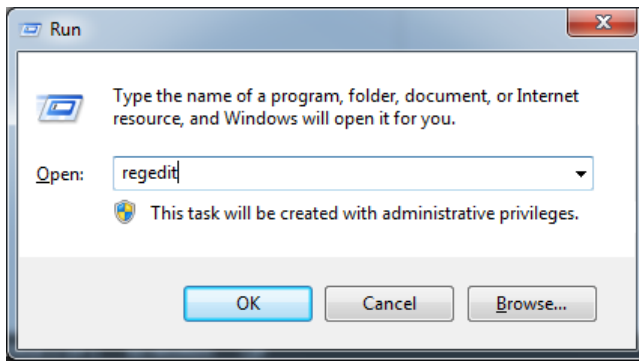 Run
Type the name of a program, folder, document, or Internet
resource, and Windows will open it for you.
Open: regedit
This task will be created with administrative privileges.
OK Cancel Browse...